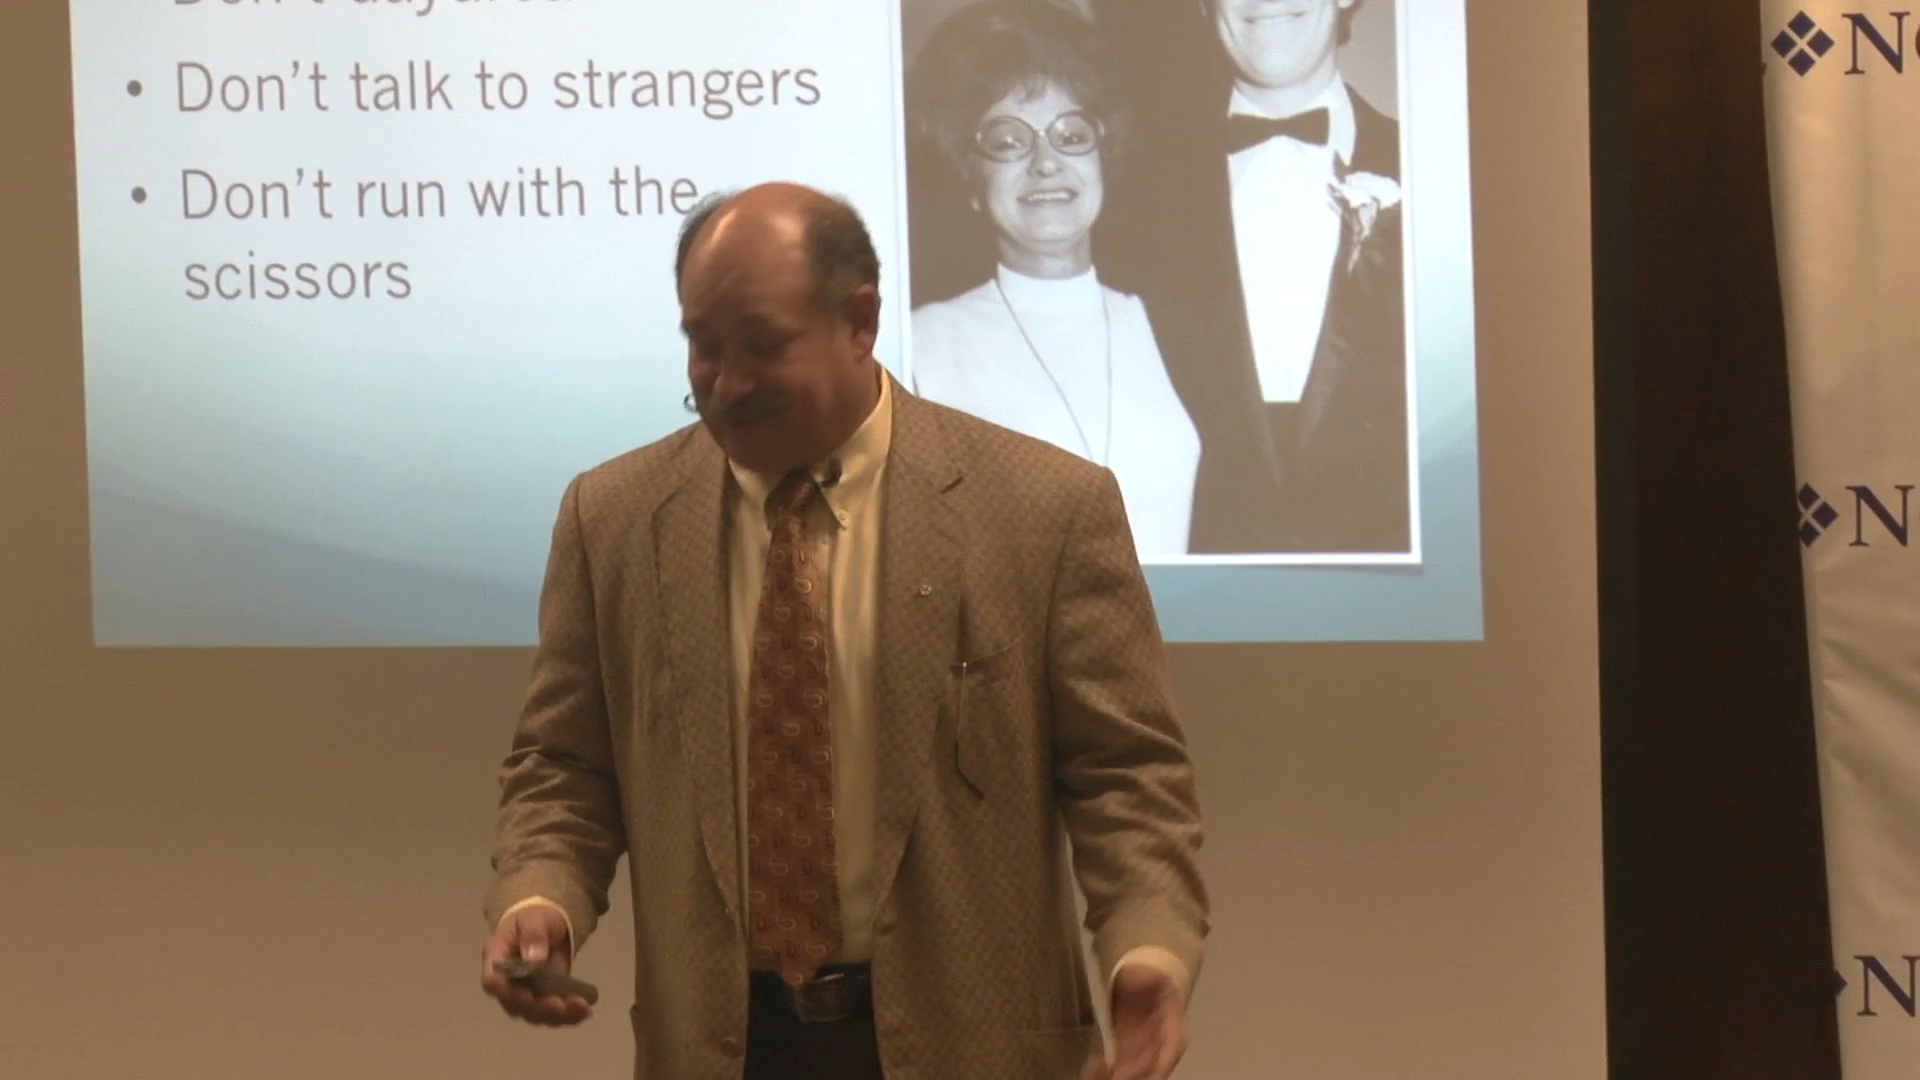 • Don't talk to strangers
• Don't run with the
scissors
N
N
N